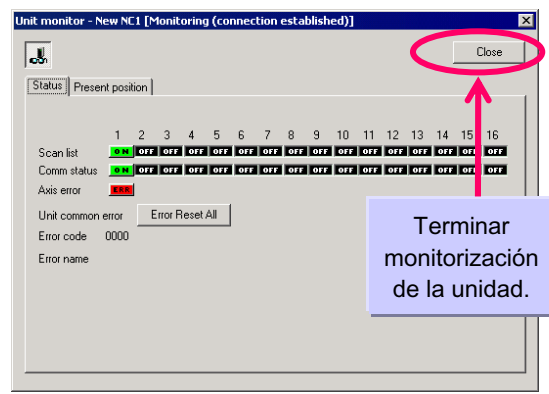 Unit monitor - New NC1 [Monitoring (connection established)]
Close
Status Present position
1 2 3 4 5 6 7 8 9 10 11 12 13 14 15 16
Scan list ON OFF OFF OFF OFF OFF OFF OFF OFF OFF OFF OFF OFF OFF OFF OFF
Comm status ON OFF OFF OFF OFF OFF OFF OFF OFF OFF OFF OFF OFF OFF OFF OFF
Axis error ERR
Unit common error Error Reset All
Error code 0000
Error name
Terminar
monitorización
de la unidad.